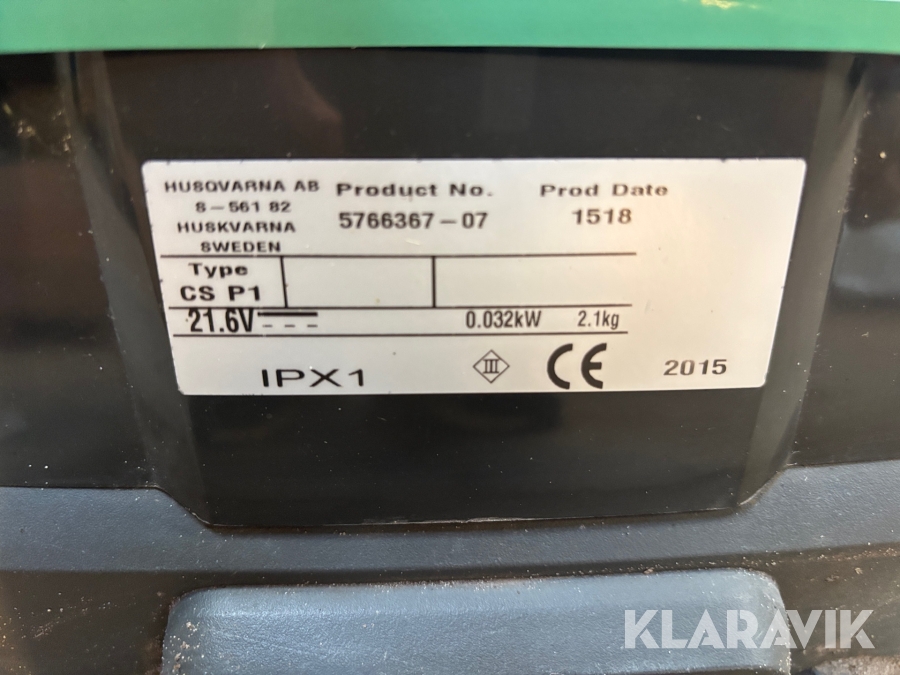 HUSQVARNA AB
S-561 82
HUSKVARNA
SWEDEN
Product No.
5766367-07
Prod Date
1518
Type
CS P1
21.6V
0.032kW 2.1kg
IPX1
III
CE
2015
KLARAVIK